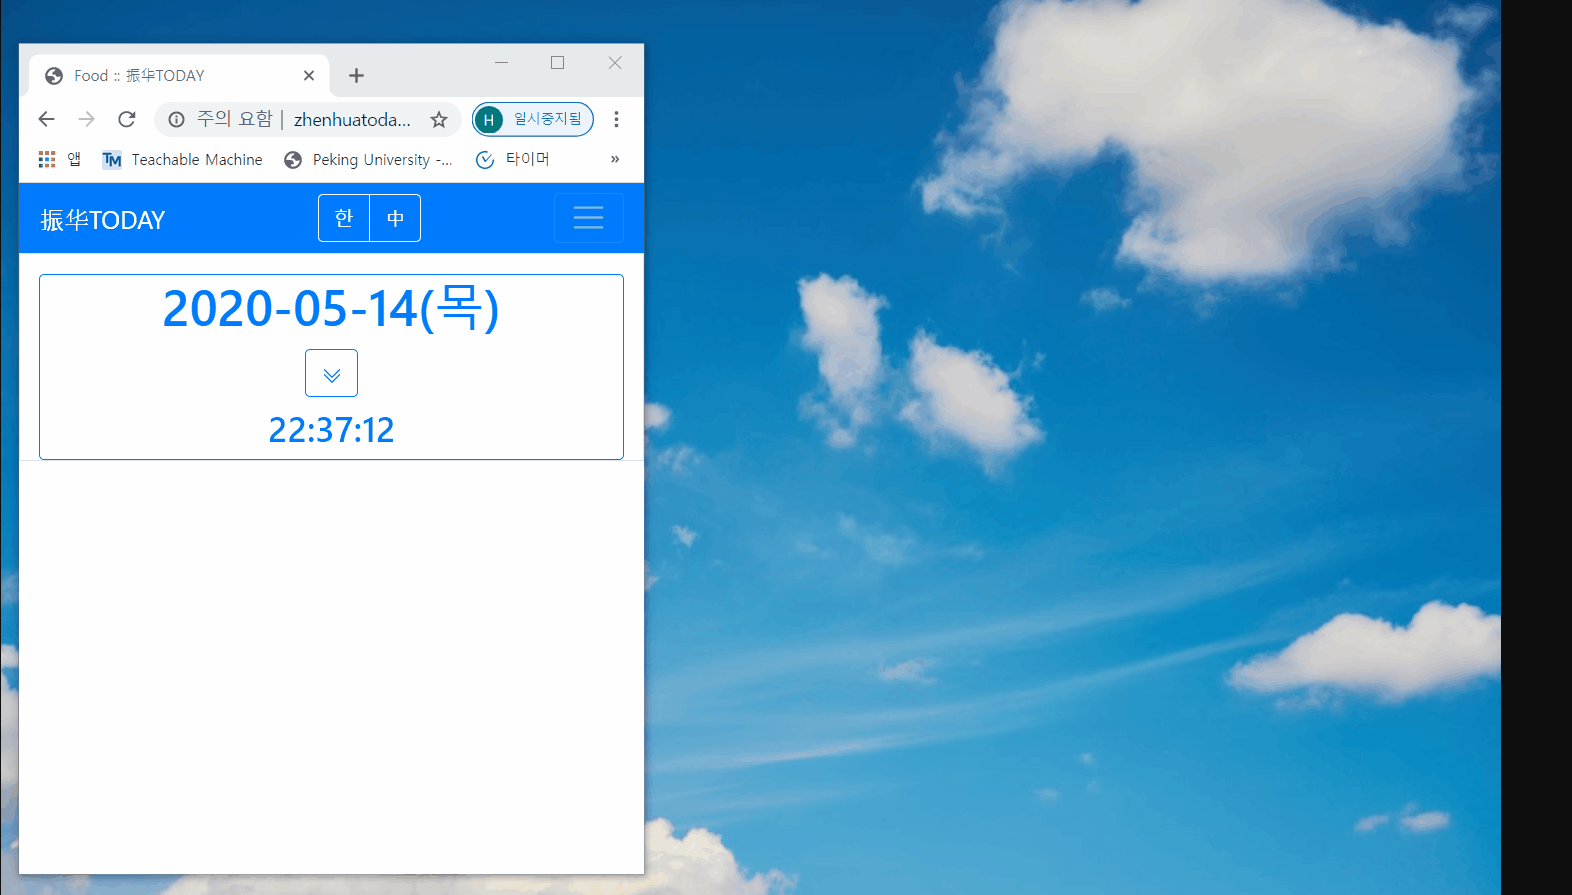 Food :: 振华TODAY
주의 요함 | zhenhuatoda...
H 일시중지됨
앱 TM Teachable Machine Peking University -... 타이머 »
振华TODAY 한 中
2020-05-14(목)
22:37:12